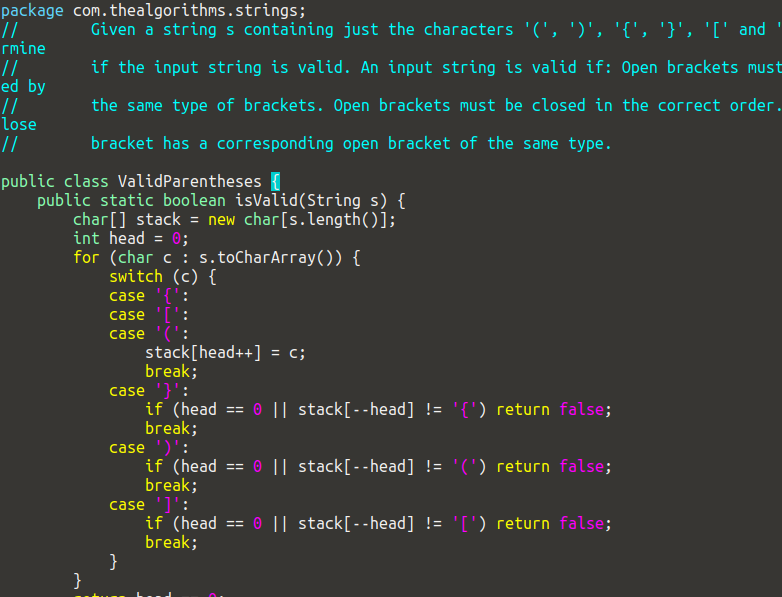 package com.thealgorithms.strings;
//        Given a string s containing just the characters '(', ')', '{', '}', '[' and '
rmine
//        if the input string is valid. An input string is valid if: Open brackets must
ed by
//        the same type of brackets. Open brackets must be closed in the correct order.
lose
//        bracket has a corresponding open bracket of the same type.

public class ValidParentheses {
    public static boolean isValid(String s) {
        char[] stack = new char[s.length()];
        int head = 0;
        for (char c : s.toCharArray()) {
            switch (c) {
            case '{':
            case '[':
            case '(':
                stack[head++] = c;
                break;
            case '}':
                if (head == 0 || stack[--head] != '{') return false;
                break;
            case ')':
                if (head == 0 || stack[--head] != '(') return false;
                break;
            case ']':
                if (head == 0 || stack[--head] != '[') return false;
                break;
            }
        }
        return head == 0;